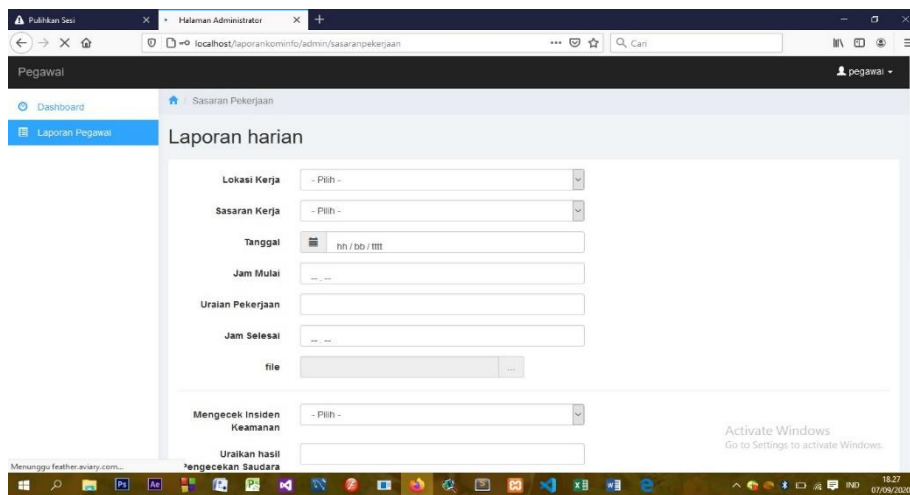 Pulihkan Sesi
Halaman Administrator
localhost/laporankominfo/admin/sasaranpekerjaan
Cari
Pegawai
pegawai
Dashboard
Laporan Pegawai
/ Sasaran Pekerjaan
Laporan harian
Lokasi Kerja
- Pilih -
Sasaran Kerja
- Pilih -
Tanggal
hh / bb / tttt
Jam Mulai
-- . --
Uraian Pekerjaan
Jam Selesai
-- . --
file
...
Mengecek Insiden
Keamanan
- Pilih -
Uraikan hasil
Pengecekan Saudara
Activate Windows
Go to Settings to activate Windows.
Menunggu feather.aviary.com...
Ps
Ae
IND
18.27
07/09/2020